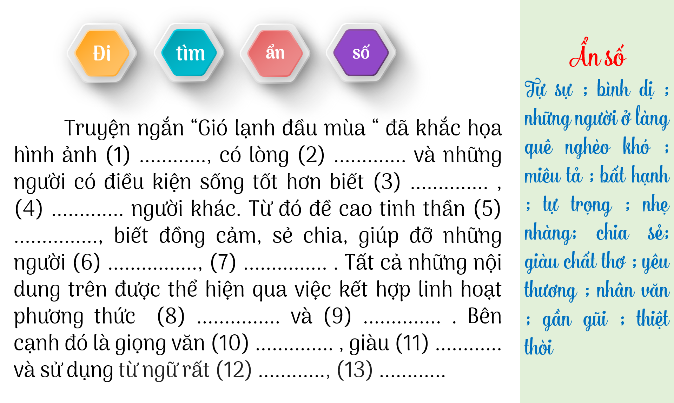 Đi tìm ẩn số
Truyện ngắn “Gió lạnh đầu mùa “ đã khắc họa
hình ảnh (1) …………, có lòng (2) ………… và những
người có điều kiện sống tốt hơn biết (3) ………… ,
(4) ………… người khác. Từ đó đề cao tinh thần (5)
…………, biết đồng cảm, sẻ chia, giúp đỡ những
người (6) …………, (7) ………… . Tất cả những nội
dung trên được thể hiện qua việc kết hợp linh hoạt
phương thức (8) ………… và (9) ………… . Bên
cạnh đó là giọng văn (10) ………… , giàu (11) …………
và sử dụng từ ngữ rất (12) …………, (13) …………
Ẩn số
Tự sự ; bình dị ;
những người ở làng
quê nghèo khó ;
miêu tả ; bất hạnh
; tự trọng ; nhẹ
nhàng; chia sẻ;
giàu chất thơ ; yêu
thương ; nhân văn
; gần gũi ; thiệt
thòi